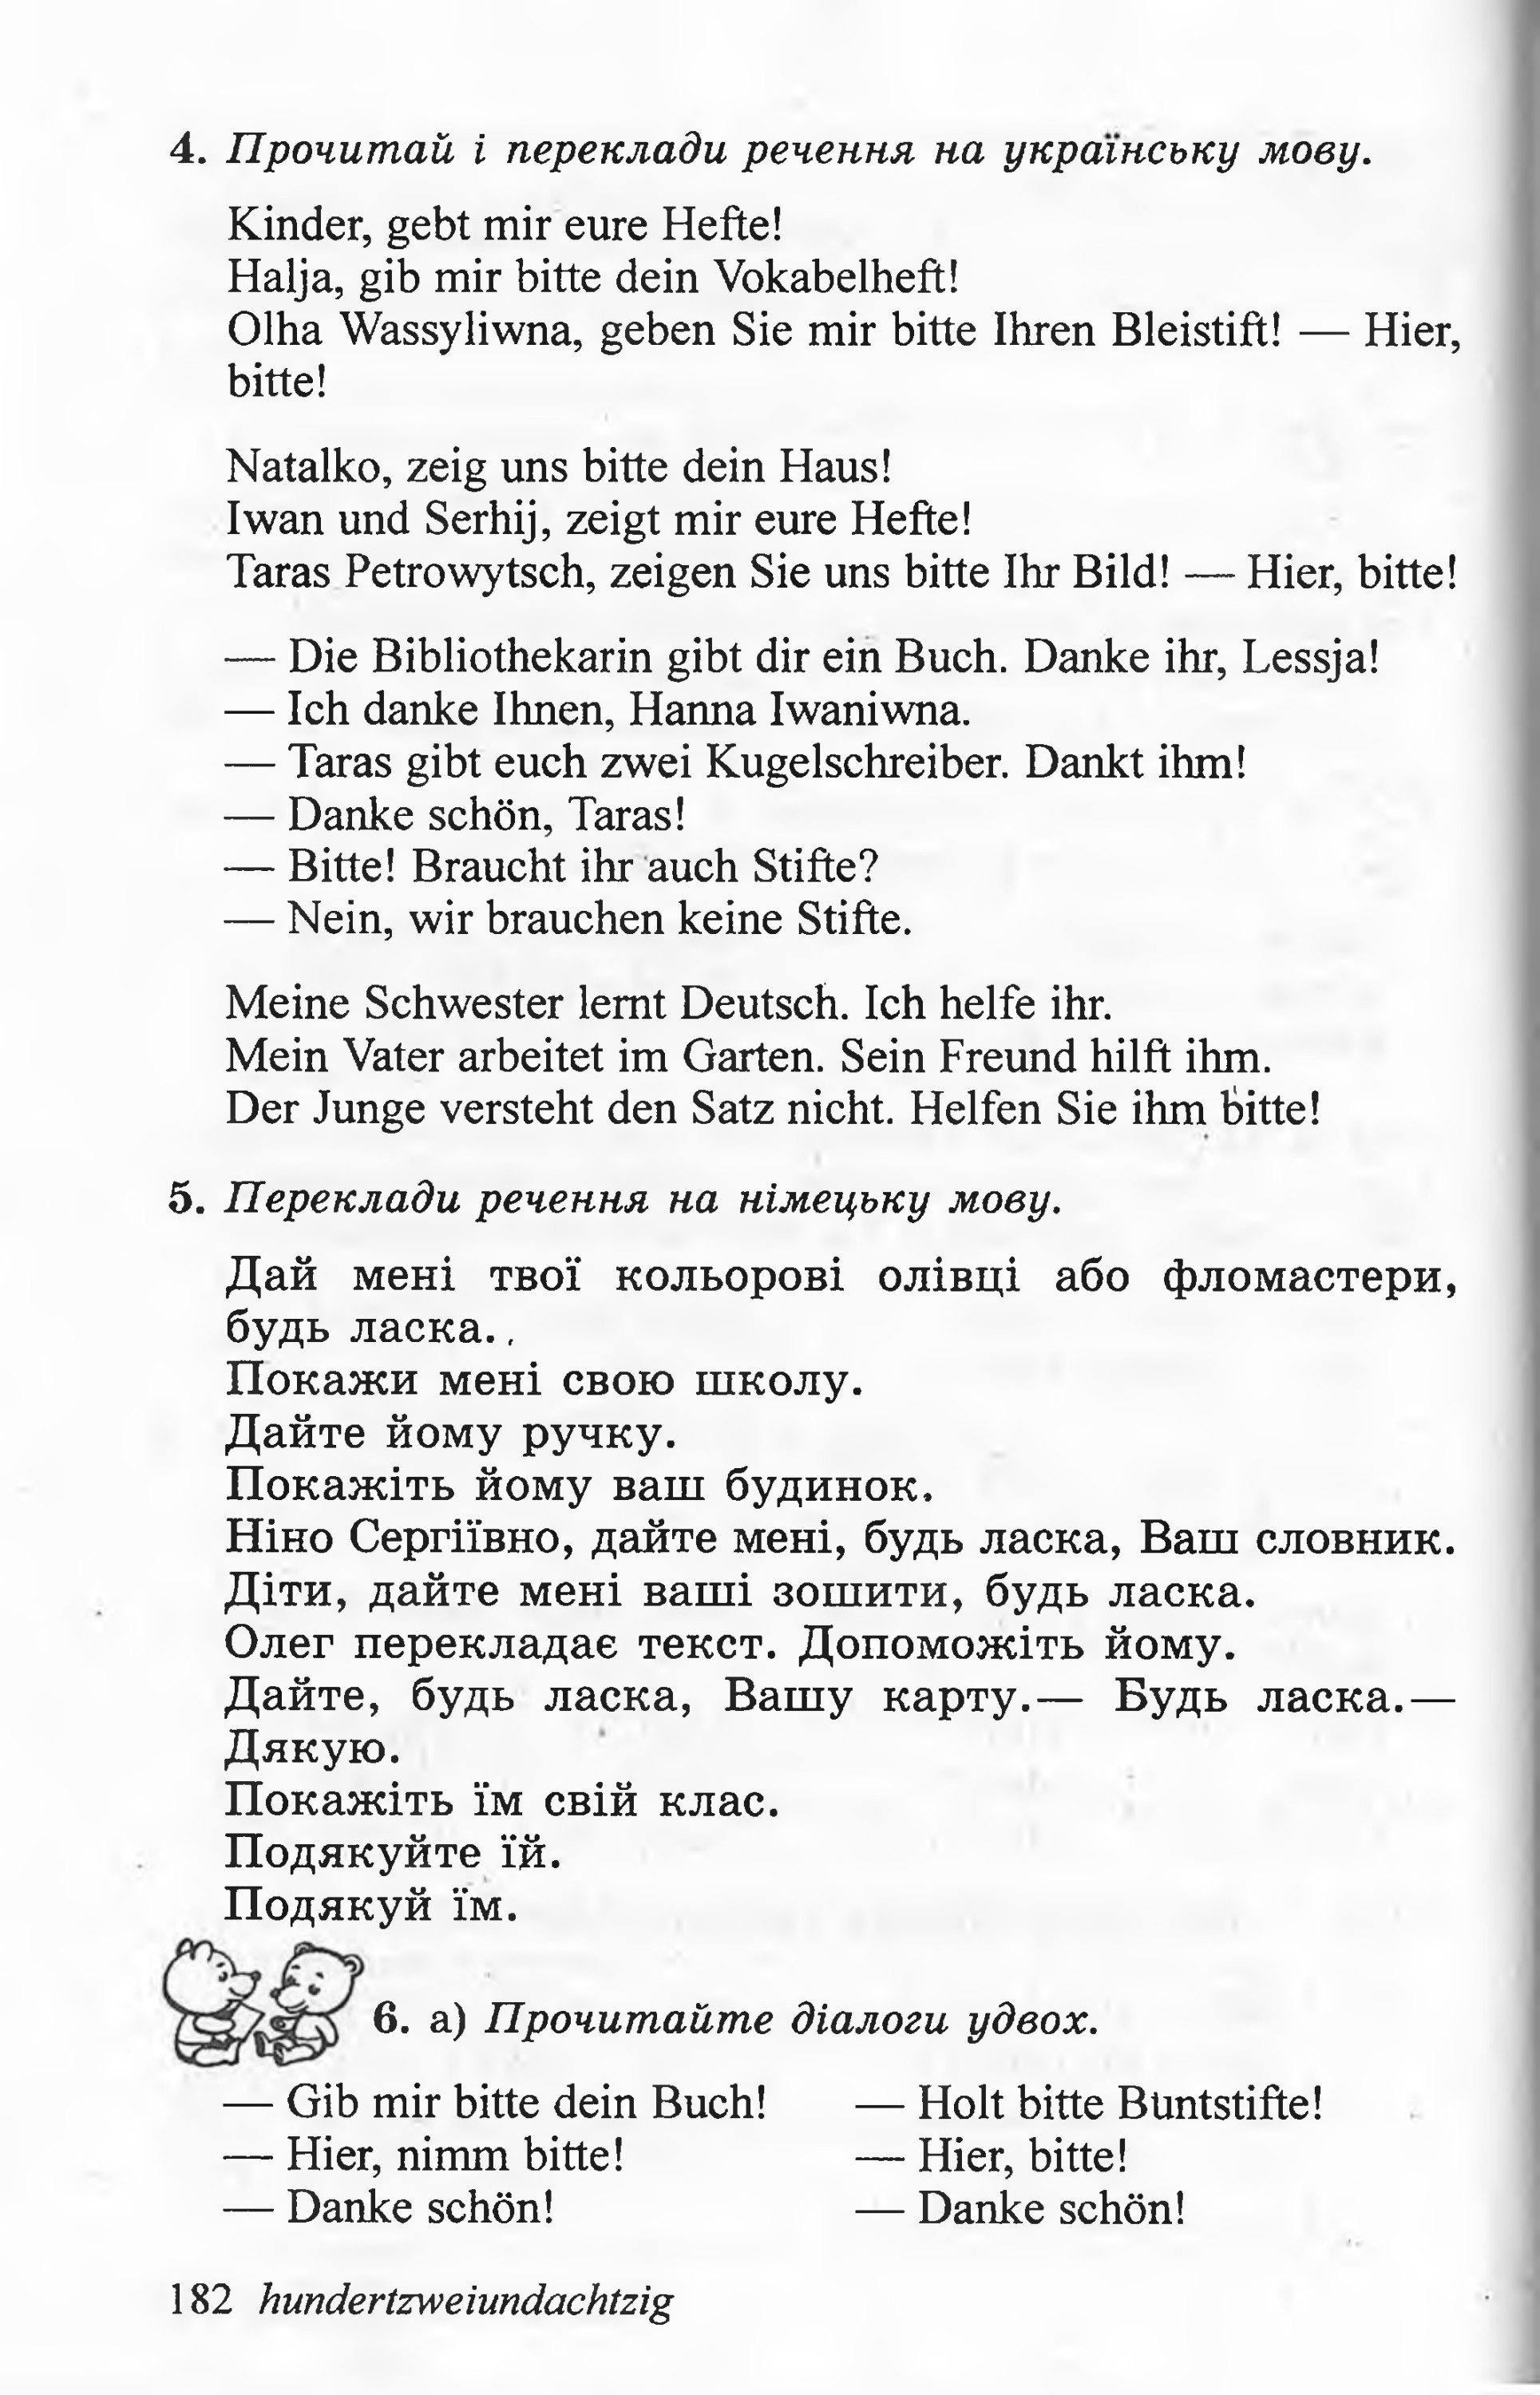 4. Прочитай і переклади речення на українську мову.
Kinder, gebt mir eure Hefte!
Halja, gib mir bitte dein Vokabelheft!
Olha Wassyliwna, geben Sie mir bitte Ihren Bleistift! — Hier,
bitte!
Natalko, zeig uns bitte dein Haus!
Iwan und Serhij, zeigt mir eure Hefte!
Taras Petrowytsch, zeigen Sie uns bitte Ihr Bild! — Hier, bitte!
— Die Bibliothekarin gibt dir ein Buch. Danke ihr, Lessja!
— Ich danke Ihnen, Hanna Iwaniwna.
— Taras gibt euch zwei Kugelschreiber. Dankt ihm!
— Danke schön, Taras!
— Bitte! Braucht ihr auch Stifte?
— Nein, wir brauchen keine Stifte.
Meine Schwester lernt Deutsch. Ich helfe ihr.
Mein Vater arbeitet im Garten. Sein Freund hilft ihm.
Der Junge versteht den Satz nicht. Helfen Sie ihm bitte!
5. Переклади речення на німецьку мову.
Дай мені твої кольорові олівці або фломастери,
будь ласка.
Покажи мені свою школу.
Дайте йому ручку.
Покажіть йому ваш будинок.
Ніно Сергіївно, дайте мені, будь ласка, Ваш словник.
Діти, дайте мені ваші зошити, будь ласка.
Олег перекладає текст. Допоможіть йому.
Дайте, будь ласка, Вашу карту.— Будь ласка.—
Дякую.
Покажіть їм свій клас.
Подякуйте їй.
Подякуй їм.
6. а) Прочитайте діалоги удвох.
— Gib mir bitte dein Buch!
— Hier, nimm bitte!
— Danke schön!
— Holt bitte Buntstifte!
— Hier, bitte!
— Danke schön!
182 hundertzweiundachtzig